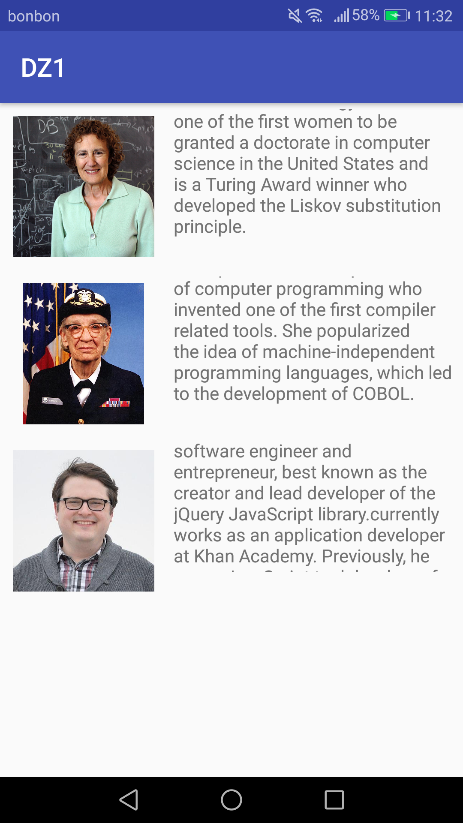 bonbon 58% 11:32
DZ1
one of the first women to be
granted a doctorate in computer
science in the United States and
is a Turing Award winner who
developed the Liskov substitution
principle.
of computer programming who
invented one of the first compiler
related tools. She popularized
the idea of machine-independent
programming languages, which led
to the development of COBOL.
software engineer and
entrepreneur, best known as the
creator and lead developer of the
jQuery JavaScript library.currently
works as an application developer
at Khan Academy. Previously, he